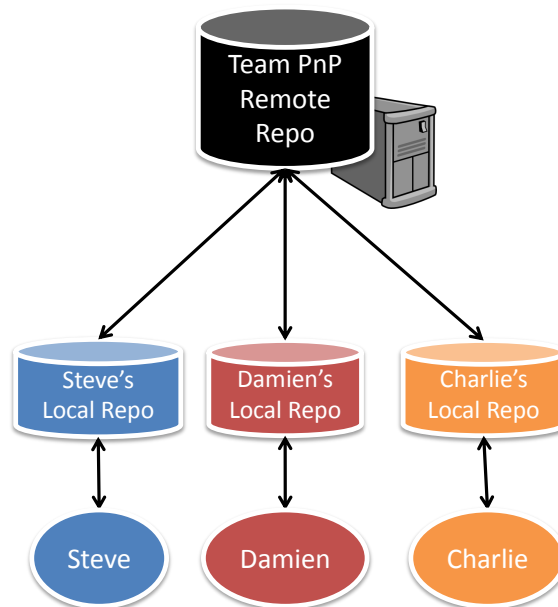 Team PnP
Remote
Repo
Steve's
Local Repo
Damien's
Local Repo
Charlie's
Local Repo
Steve
Damien
Charlie